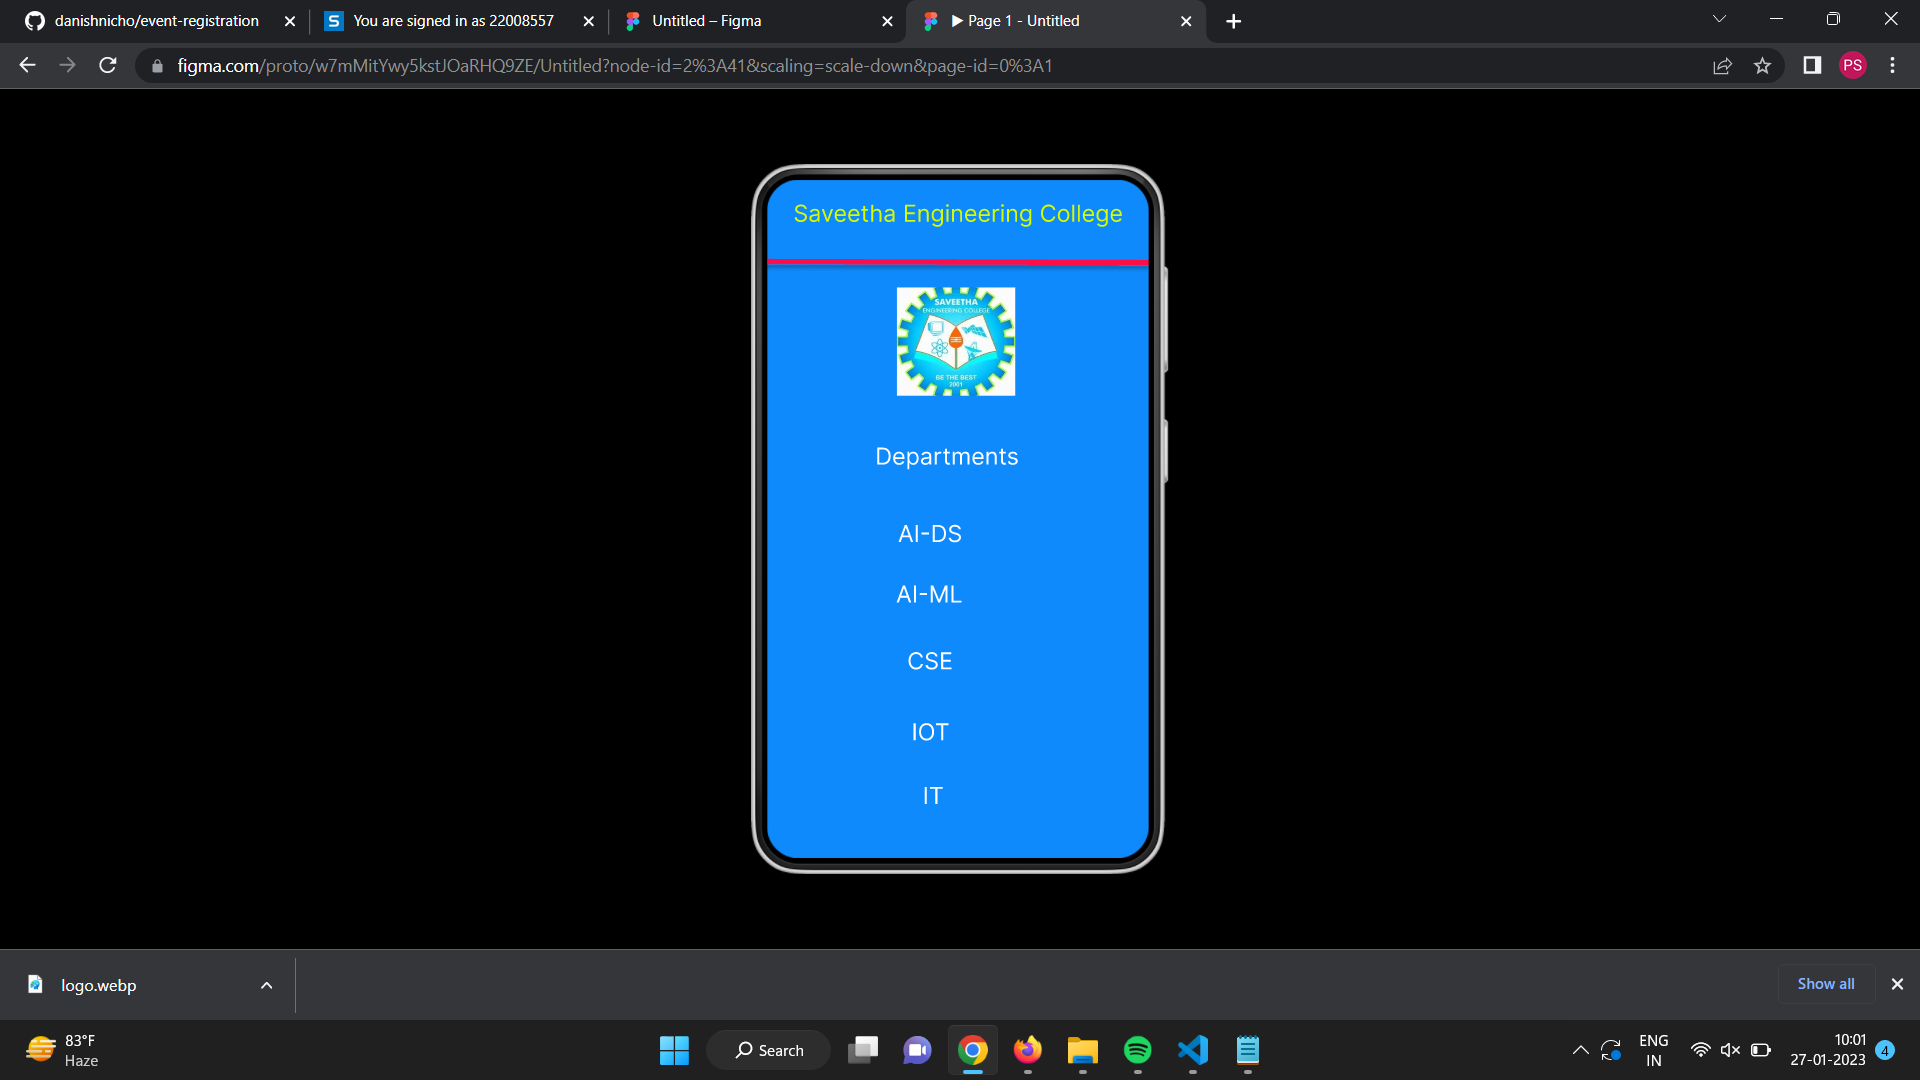 danishnicho/event-registration
You are signed in as 22008557
Untitled – Figma
▶ Page 1 - Untitled
figma.com/proto/w7mMitYwy5kstJOaRHQ9ZE/Untitled?node-id=2%3A41&scaling=scale-down&page-id=0%3A1
PS
Saveetha Engineering College
SAVEETHA
ENGINEERING COLLEGE
BE THE BEST
2001
Departments
AI-DS
AI-ML
CSE
IOT
IT
logo.webp
Show all
83°F
Haze
Search
ENG
IN
10:01
27-01-2023
4